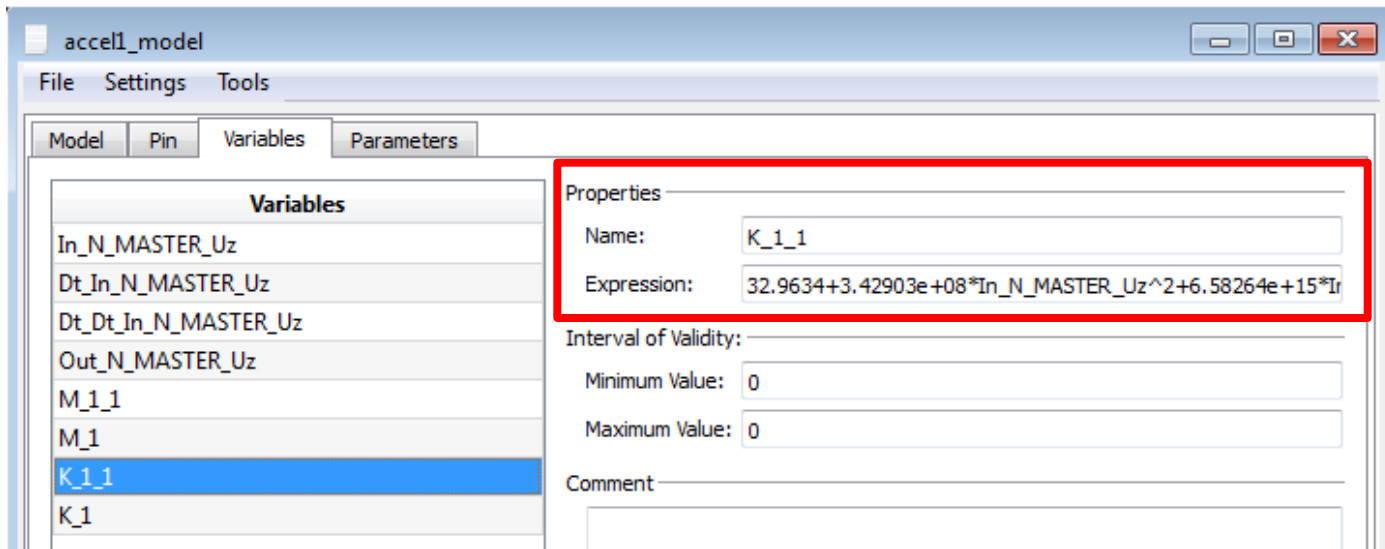 accel1_model
File Settings Tools
Model Pin Variables Parameters
Variables
In_N_MASTER_Uz
Dt_In_N_MASTER_Uz
Dt_Dt_In_N_MASTER_Uz
Out_N_MASTER_Uz
M_1_1
M_1
K_1_1
K_1
Properties
Name: K_1_1
Expression: 32.9634+3.42903e+08*In_N_MASTER_Uz^2+6.58264e+15*In
Interval of Validity:
Minimum Value: 0
Maximum Value: 0
Comment